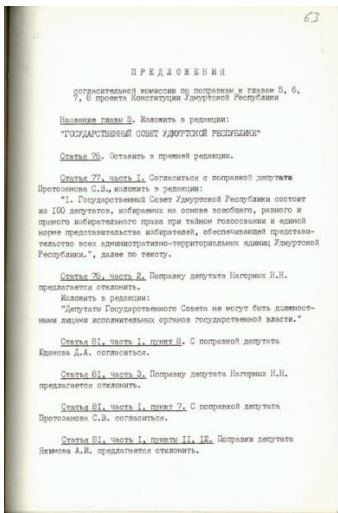 63
ПРЕДЛОЖЕНИЯ
согласительной комиссии по поправкам к главам 5, 6,
7, 8 проекта Конституции Удмуртской Республики
Название главы 5. Изложить в редакции:
"ГОСУДАРСТВЕННЫЙ СОВЕТ УДМУРТСКОЙ РЕСПУБЛИКИ"
Статья 76. Оставить в прежней редакции.
Статья 77, часть I. Согласиться с поправкой депутата
Протозанова С.В., изложить в редакции:
"I. Государственный Совет Удмуртской Республики состоит
из 100 депутатов, избираемых на основе всеобщего, равного и
прямого избирательного права при тайном голосовании и единой
норме представительства избирателей, обеспечивающей представи-
тельство всех административно-территориальных единиц Удмуртской
Республики.", далее по тексту.
Статья 78, часть 2. Поправку депутата Нагорных Н.Н.
предлагается отклонить.
Изложить в редакции:
"Депутаты Государственного Совета не могут быть должност-
ными лицами исполнительных органов государственной власти."
Статья 81, часть I, пункт 6. С поправкой депутата
Жданова Д.А. согласиться.
Статья 81, часть 3. Поправку депутата Нагорных Н.Н.
предлагается отклонить.
Статья 81, часть I, пункт 7. С поправкой депутата
Протозанова С.В. согласиться.
Статья 81, часть I, пункты II, 12. Поправки депутата
Якимова А.И. предлагается отклонить.